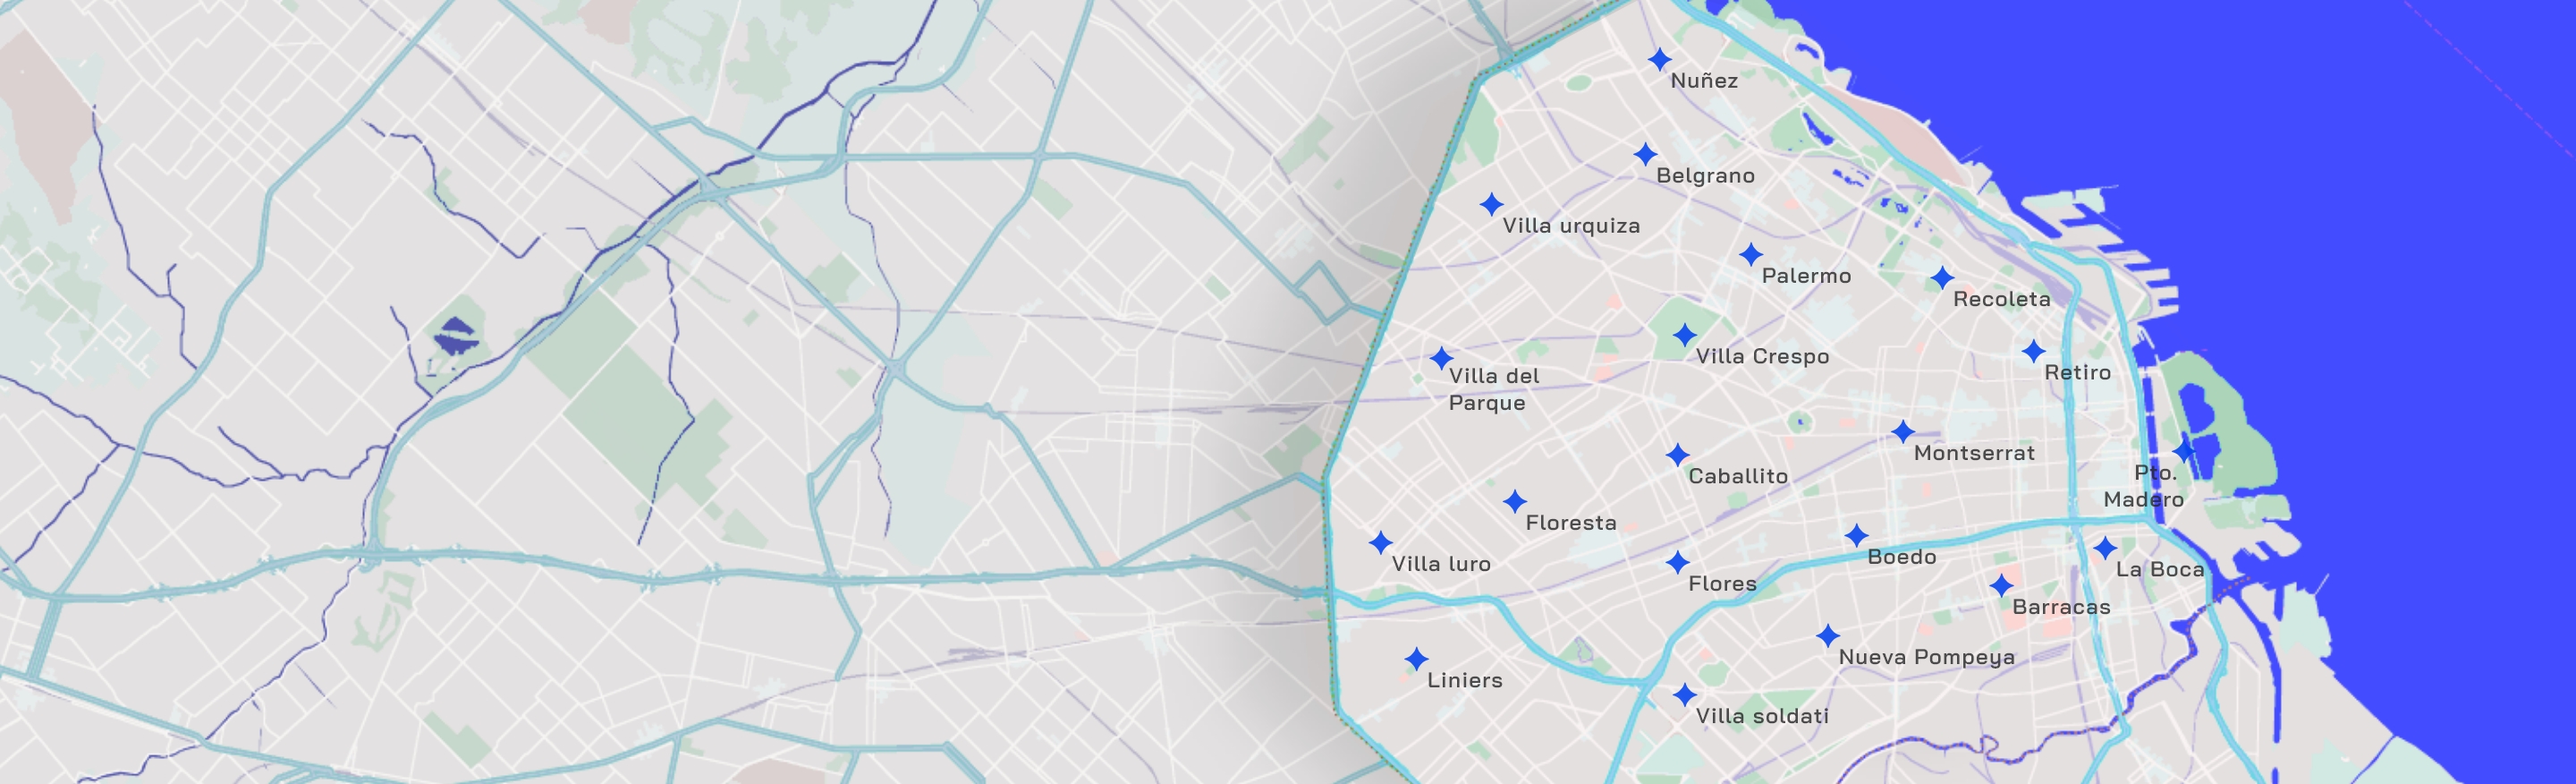 Nuñez
Belgrano
Villa urquiza
Palermo
Recoleta
Villa Crespo
Retiro
Villa del
Parque
Montserrat
Caballito
Pto.
Madero
Floresta
Boedo
Villa luro
La Boca
Flores
Barracas
Nueva Pompeya
Liniers
Villa soldati